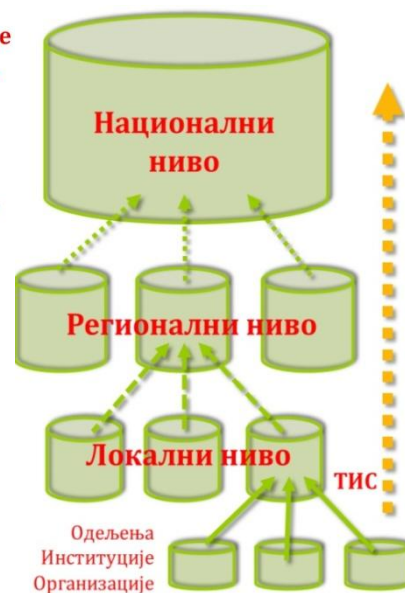 е
Национални
ниво
Регионални ниво
Локални ниво
ТИС
Одељења
Институције
Организације